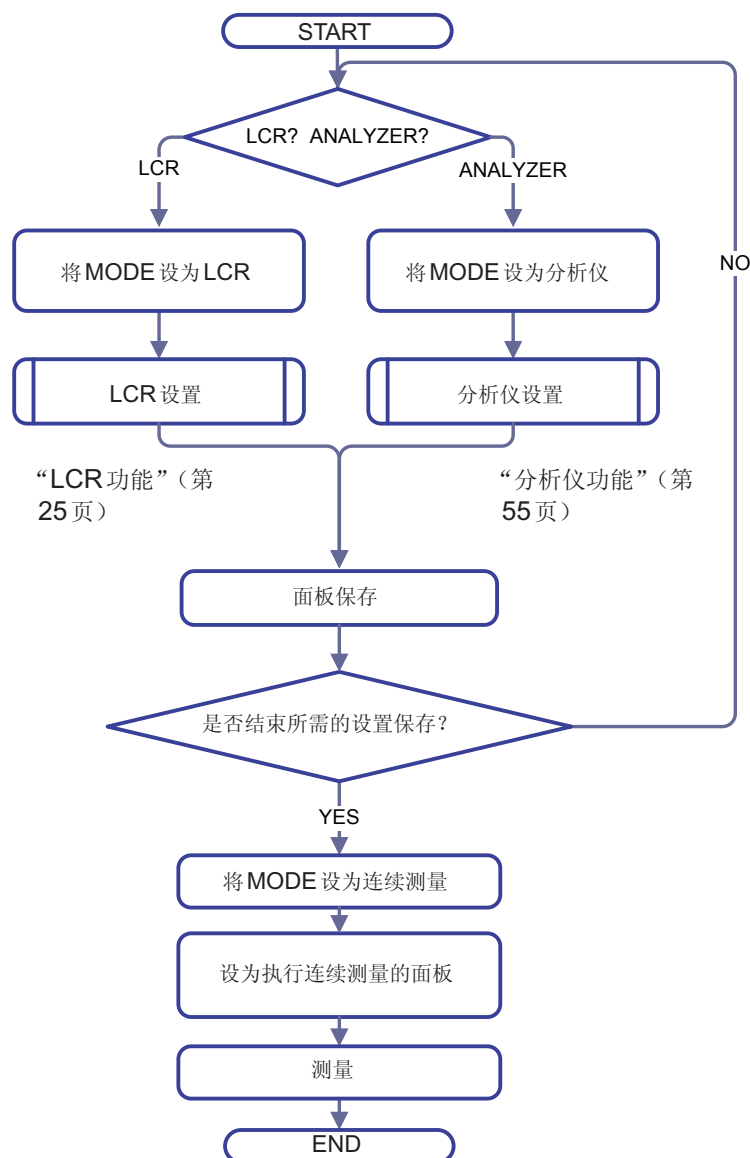 START
LCR? ANALYZER?
LCR
ANALYZER
将MODE设为LCR
将MODE设为分析仪
NO
LCR设置
分析仪设置
“LCR功能”（第
25页）
“分析仪功能”（第
55页）
面板保存
是否结束所需的设置保存？
YES
将MODE设为连续测量
设为执行连续测量的面板
测量
END